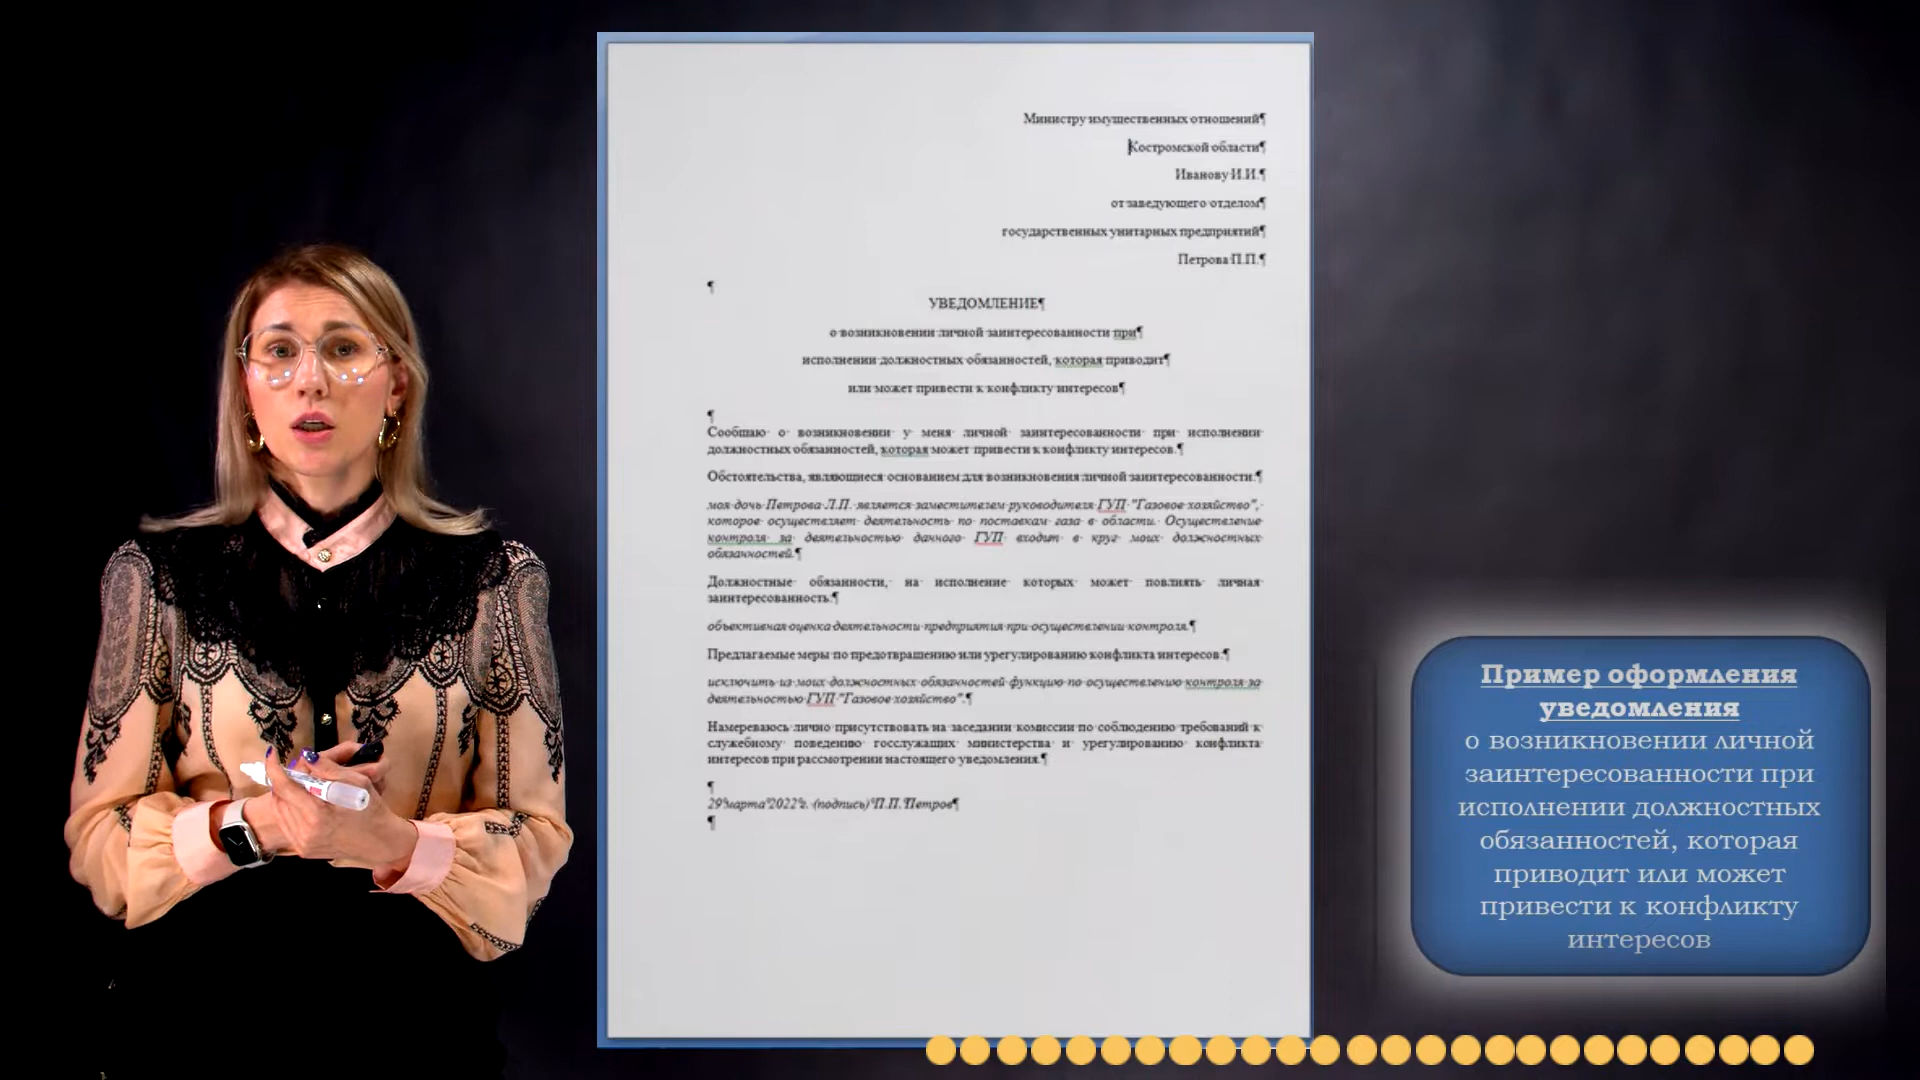 Министру имущественных отношений¶
Костромской области¶
Иванову И.И.¶
от заведующего отделом¶
государственных унитарных предприятий¶
Петрова П.П.¶
¶
УВЕДОМЛЕНИЕ¶
о возникновении личной заинтересованности при¶
исполнении должностных обязанностей, которая приводит¶
или может привести к конфликту интересов¶
¶
Сообщаю о возникновении у меня личной заинтересованности при исполнении
должностных обязанностей, которая может привести к конфликту интересов.¶
Обстоятельства, являющиеся основанием для возникновения личной заинтересованности:¶
моя дочь Петрова Л.П. является заместителем руководителя ГУП "Газовое хозяйство",
которое осуществляет деятельность по поставкам газа в области. Осуществление
контроля за деятельностью данного ГУП входит в круг моих должностных
обязанностей.¶
Должностные обязанности, на исполнение которых может повлиять личная
заинтересованность:¶
объективная оценка деятельности предприятия при осуществлении контроля.¶
Предлагаемые меры по предотвращению или урегулированию конфликта интересов:¶
исключить из моих должностных обязанностей функцию по осуществлению контроля за
деятельностью ГУП "Газовое хозяйство".¶
Намереваюсь лично присутствовать на заседании комиссии по соблюдению требований к
служебному поведению госслужащих министерства и урегулированию конфликта
интересов при рассмотрении настоящего уведомления.¶
¶
29 марта 2022 г. (подпись) П.П. Петров¶
¶
Пример оформления
уведомления
о возникновении личной
заинтересованности при
исполнении должностных
обязанностей, которая
приводит или может
привести к конфликту
интересов